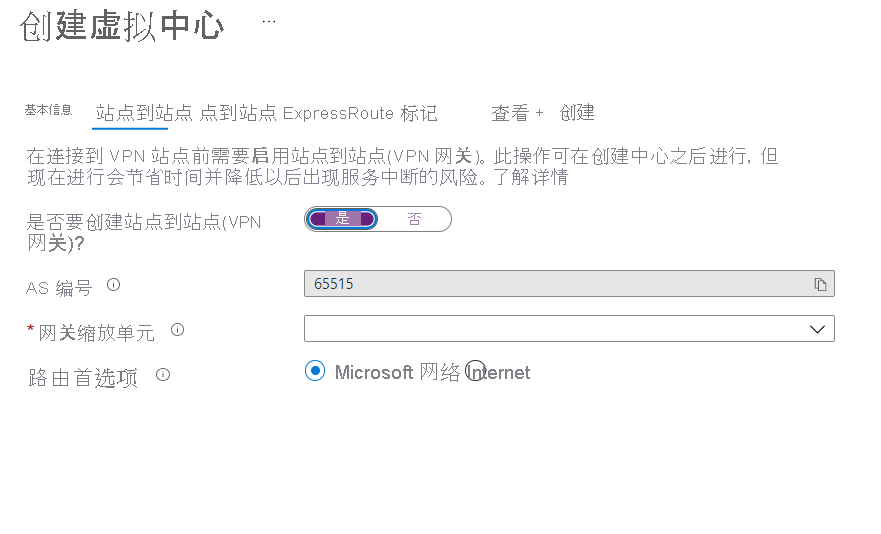 创建虚拟中心 ...
基本信息 站点到站点 点到站点 ExpressRoute 标记 查看 + 创建
在连接到 VPN 站点前需要启用站点到站点(VPN 网关)。此操作可在创建中心之后进行, 但
现在进行会节省时间并降低以后出现服务中断的风险。了解详情
是否要创建站点到站点(VPN
网关)?
是 否
AS 编号
65515
* 网关缩放单元
路由首选项
Microsoft 网络 Internet